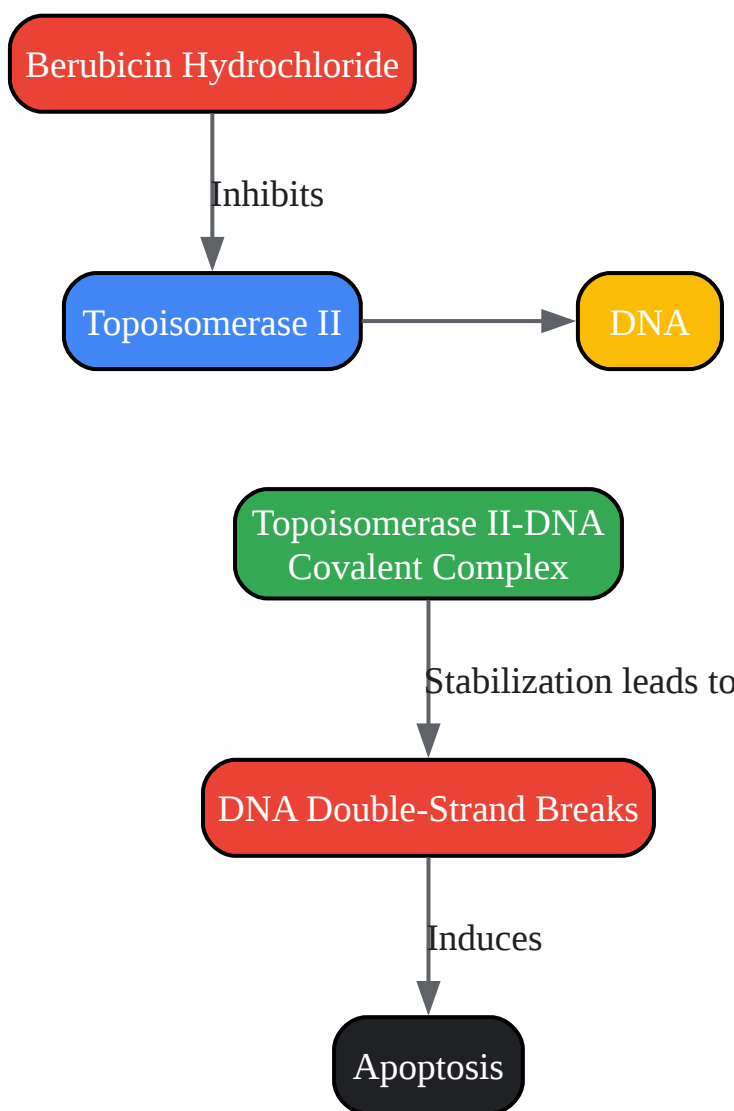 Berubicin Hydrochloride
Inhibits
Topoisomerase II
DNA
Topoisomerase II-DNA
Covalent Complex
Stabilization leads to
DNA Double-Strand Breaks
Induces
Apoptosis